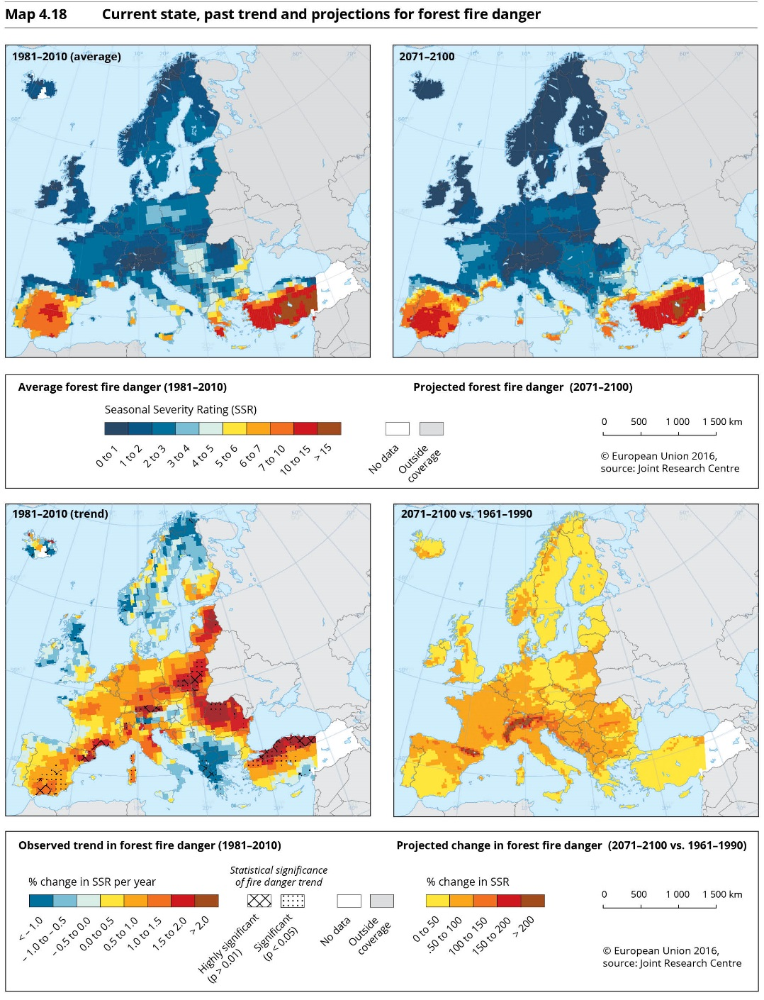 Map 4.18 Current state, past trend and projections for forest fire danger
1981–2010 (average)
2071–2100
Average forest fire danger (1981–2010)
Projected forest fire danger (2071–2100)
Seasonal Severity Rating (SSR)
0 to 1
1 to 2
2 to 3
3 to 4
4 to 5
5 to 6
6 to 7
7 to 10
10 to 15
> 15
No data
Outside
coverage
0 500 1 000 1 500 km
© European Union 2016,
source: Joint Research Centre
1981–2010 (trend)
2071–2100 vs. 1961–1990
Observed trend in forest fire danger (1981–2010)
Projected change in forest fire danger (2071–2100 vs. 1961–1990)
% change in SSR per year
< – 1.0
– 1.0 to – 0.5
– 0.5 to 0.0
0.0 to 0.5
0.5 to 1.0
1.0 to 1.5
1.5 to 2.0
> 2.0
Statistical significance
of fire danger trend
Highly significant
(p > 0.01)
Significant
(p < 0.05)
No data
Outside
coverage
% change in SSR
0 to 50
.50 to 100
100 to 150
150 to 200
> 200
0 500 1 000 1 500 km
© European Union 2016,
source: Joint Research Centre